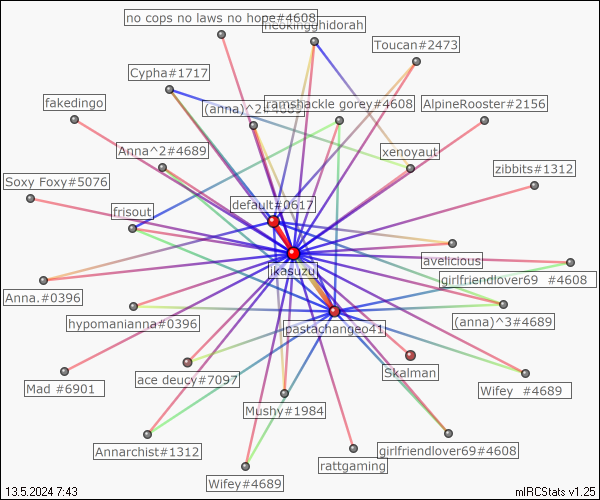 no cops no laws no hope#4608
neokingghidorah
Toucan#2473
Cypha#1717
fakedingo
(anna)^2#4689
ramshackle gorey#4608
AlpineRooster#2156
Anna^2#4689
xenoyaut
zibbits#1312
Soxy Foxy#5076
frisout
default#0617
avelicious
ikasuzu
girlfriendlover69 #4608
Anna.#0396
hypomanianna#0396
pastachangeo41
(anna)^3#4689
Mad #6901
ace deucy#7097
Skalman
Wifey #4689
Mushy#1984
Annarchist#1312
girlfriendlover69#4608
rattgaming
Wifey#4689
13.5.2024 7:43
mIRCStats v1.25